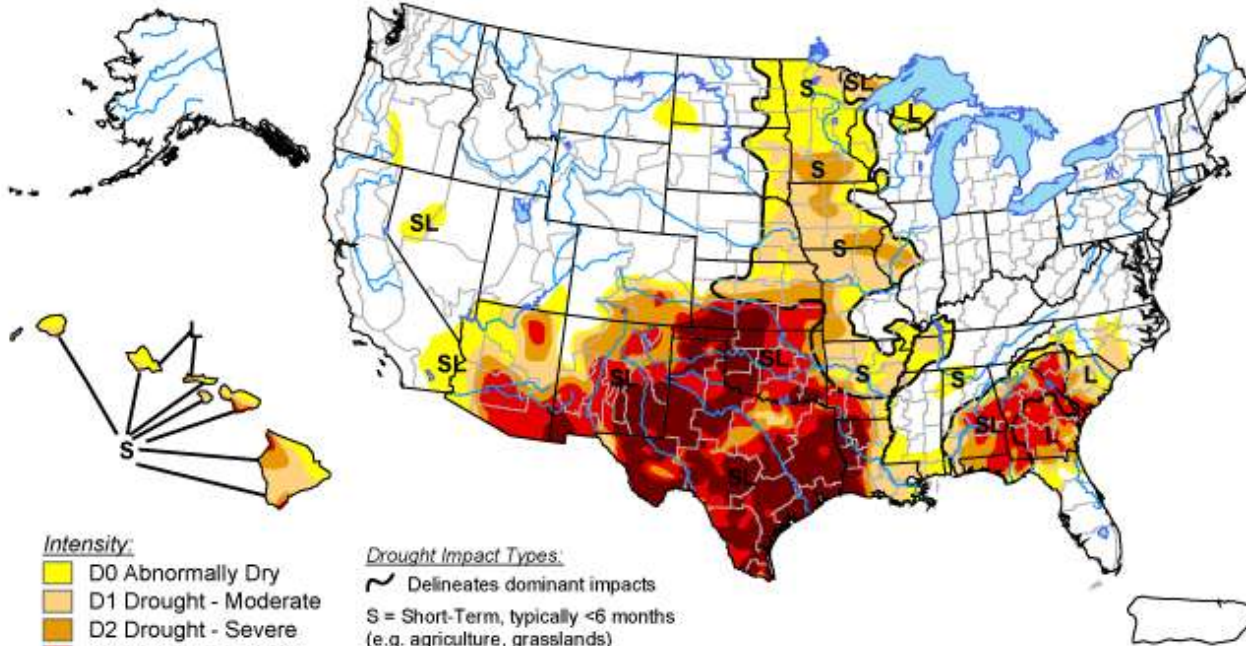 SL
S
L
S
SL
S
L
SL
SL
S
L
SL
S
SL
L
S
SL
Intensity:
D0 Abnormally Dry
D1 Drought - Moderate
D2 Drought - Severe
Drought Impact Types:
Delineates dominant impacts
S = Short-Term, typically <6 months
(e.g. agriculture, grasslands)